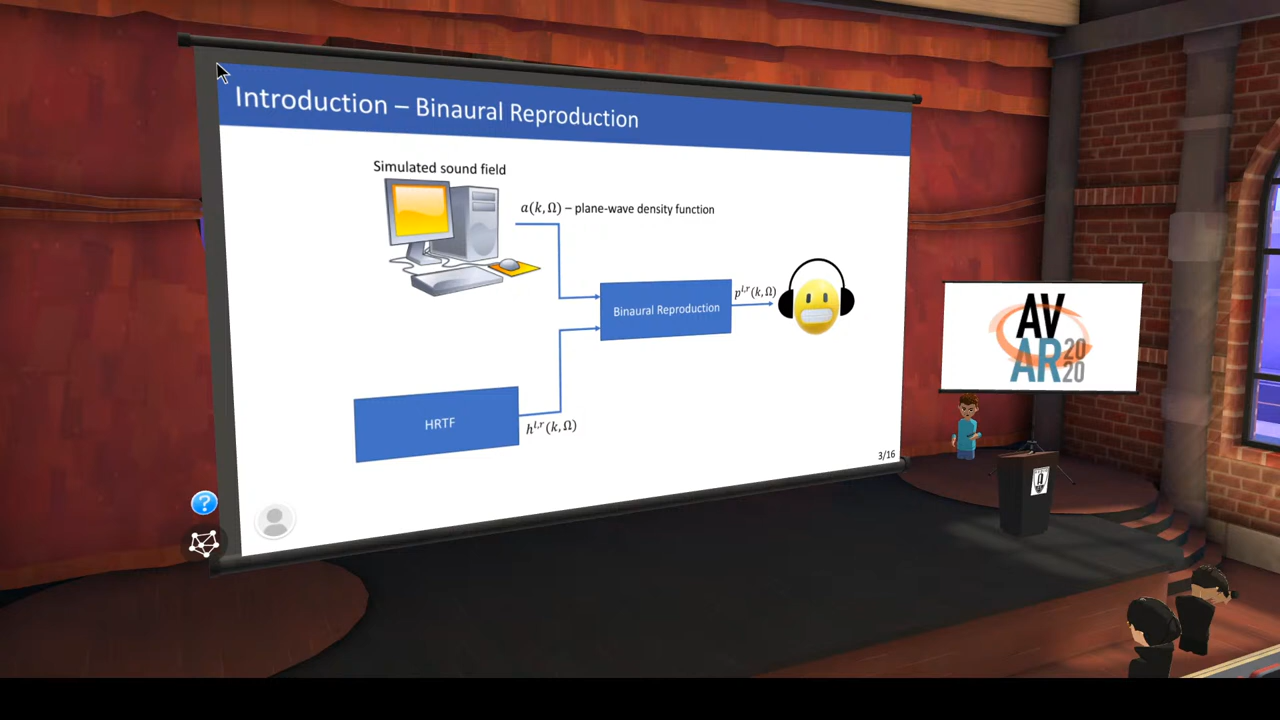 Introduction – Binaural Reproduction
Simulated sound field
a(k,Ω) – plane-wave density function
Binaural Reproduction
p^{l,r}(k,Ω)
HRTF
h^{l,r}(k,Ω)
3/16
AV
AR 20
20
?